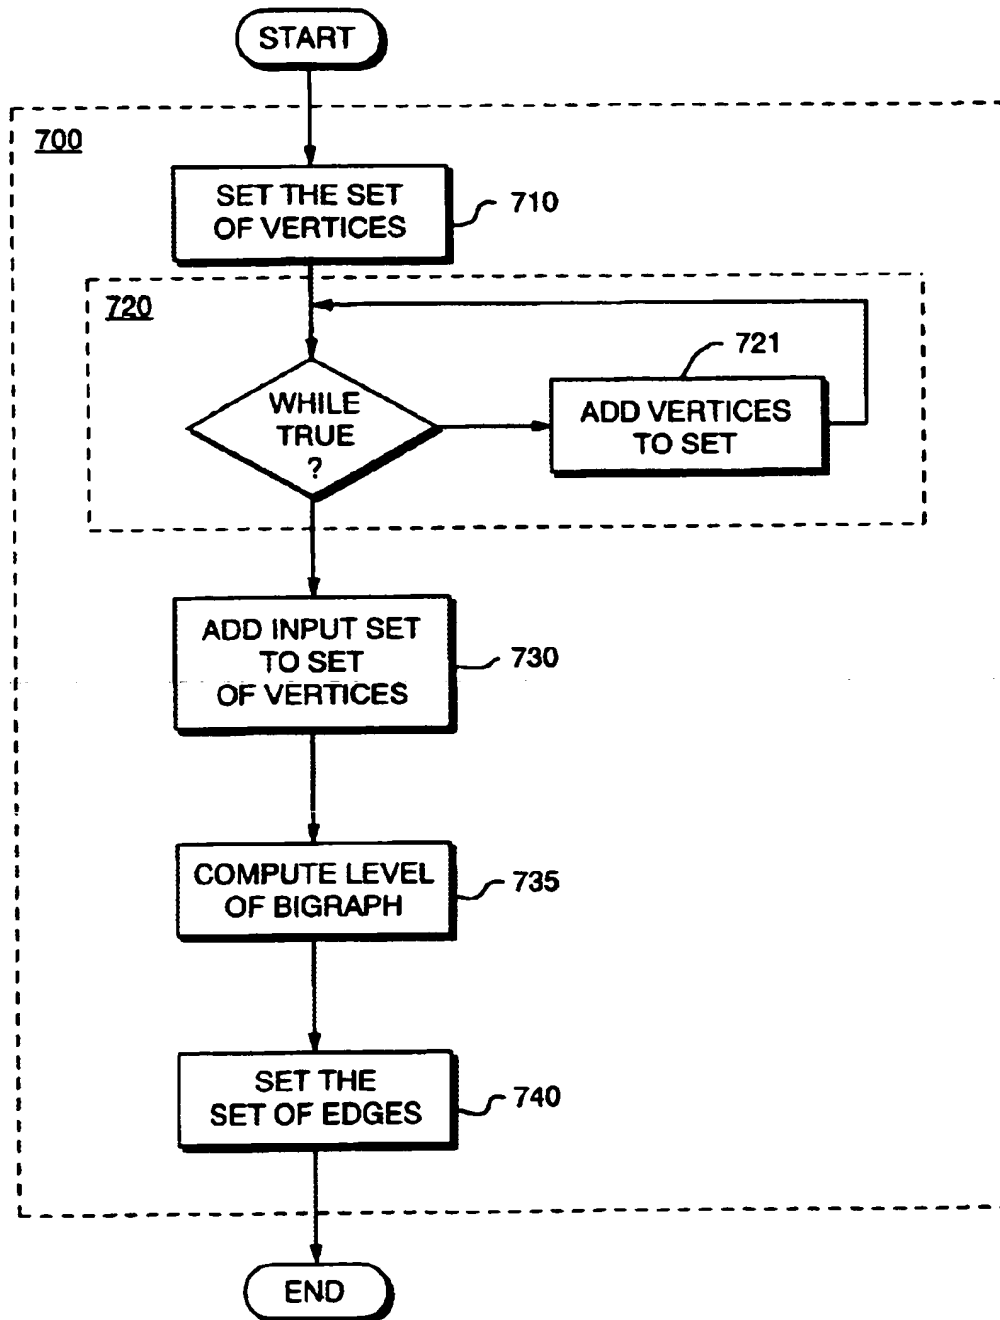 START
700
SET THE SET
OF VERTICES
710
720
721
WHILE
TRUE
?
ADD VERTICES
TO SET
ADD INPUT SET
TO SET
OF VERTICES
730
COMPUTE LEVEL
OF BIGRAPH
735
SET THE
SET OF EDGES
740
END